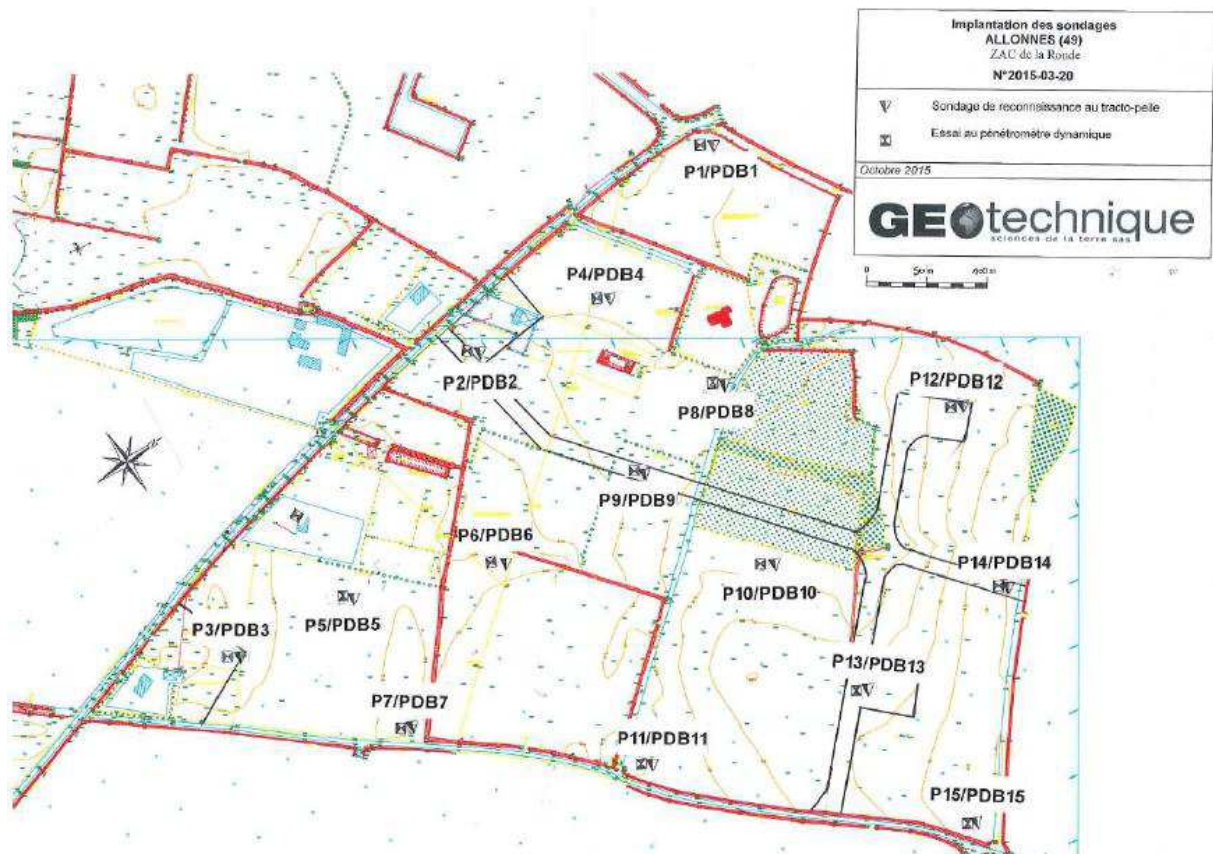 Implantation des sondages
ALLONNES (49)
ZAC de la Ronde
N°2015-03-20
Sondage de reconnaissance au tracto-pelle
Essai au pénétromètre dynamique
Octobre 2015
GEOtechnique
sciences de la terre sas
0 50m 100m
P1/PDB1
P4/PDB4
P2/PDB2
P8/PDB8
P12/PDB12
P9/PDB9
P6/PDB6
P14/PDB14
P10/PDB10
P5/PDB5
P3/PDB3
P13/PDB13
P7/PDB7
P11/PDB11
P15/PDB15